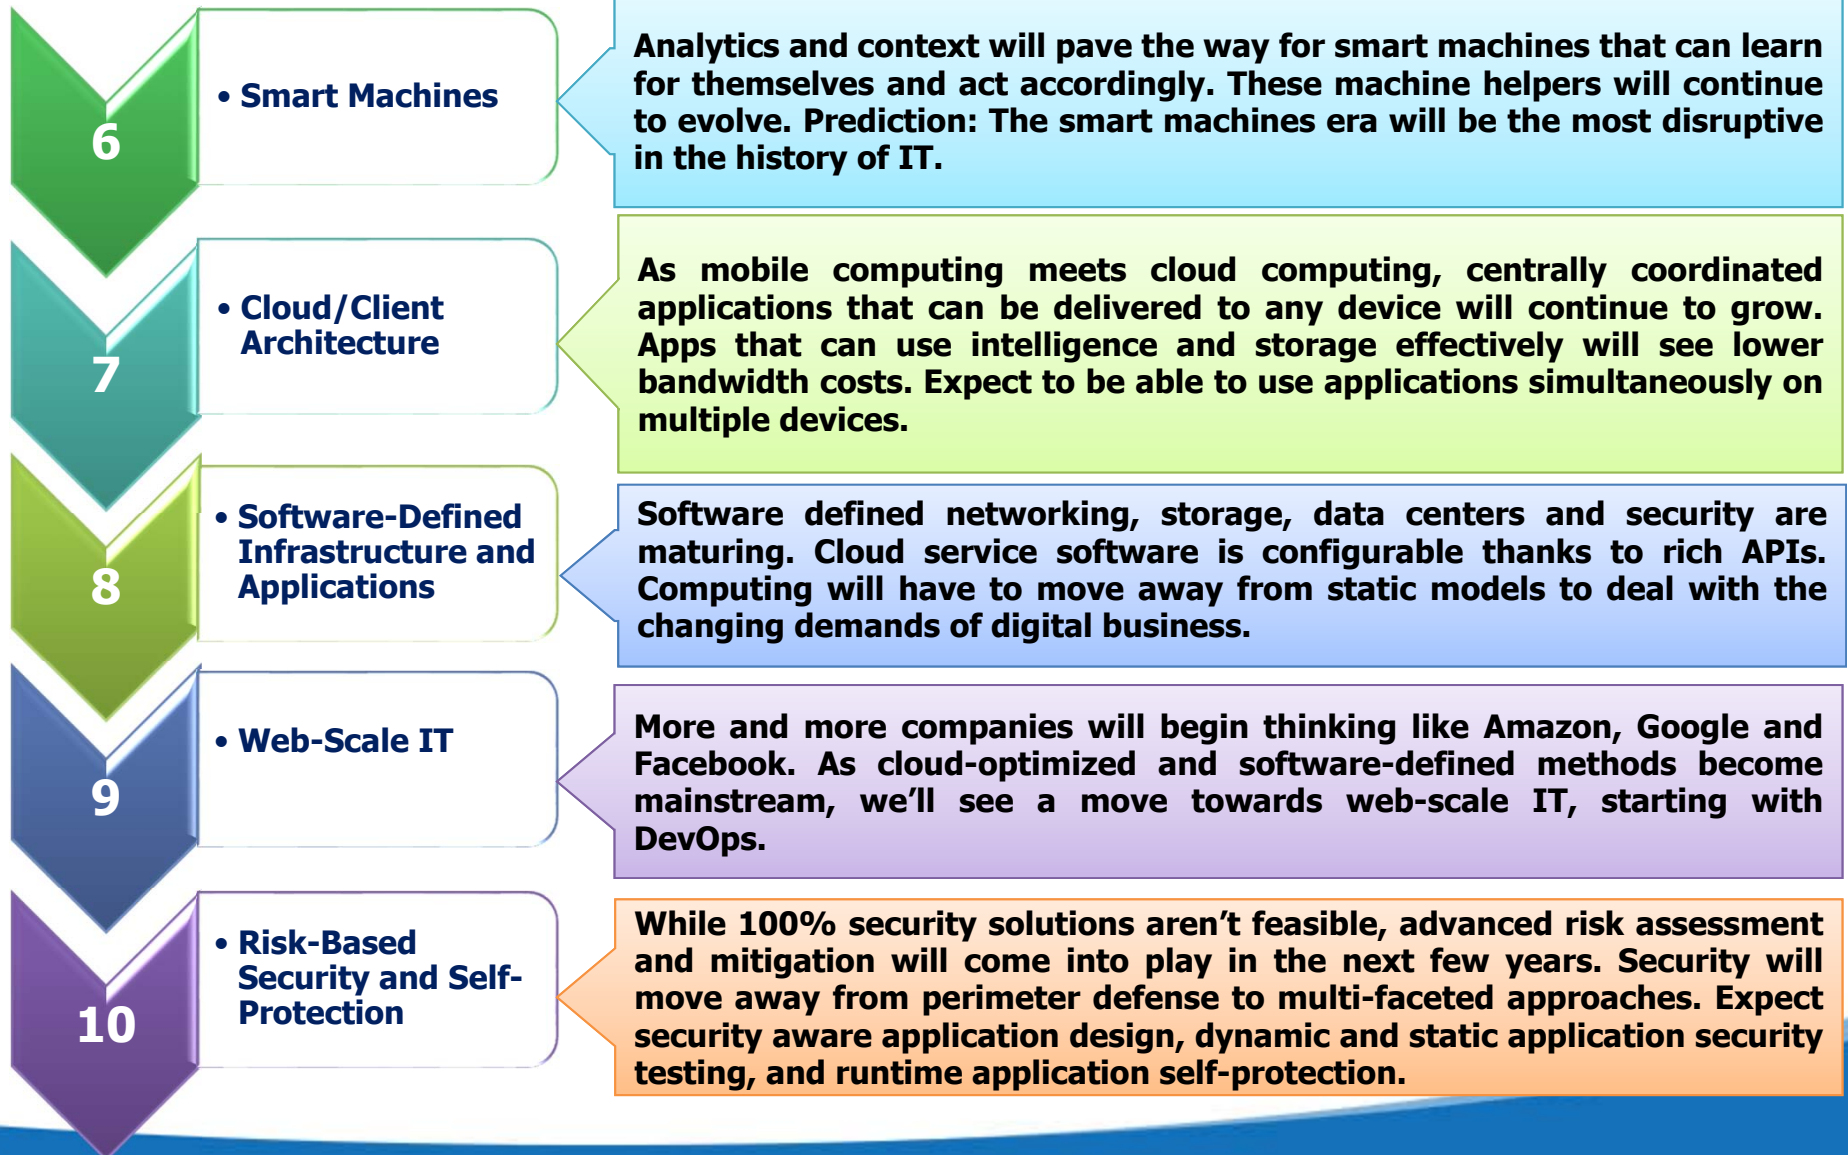 6
• Smart Machines
Analytics and context will pave the way for smart machines that can learn
for themselves and act accordingly. These machine helpers will continue
to evolve. Prediction: The smart machines era will be the most disruptive
in the history of IT.
7
• Cloud/Client
Architecture
As mobile computing meets cloud computing, centrally coordinated
applications that can be delivered to any device will continue to grow.
Apps that can use intelligence and storage effectively will see lower
bandwidth costs. Expect to be able to use applications simultaneously on
multiple devices.
8
• Software-Defined
Infrastructure and
Applications
Software defined networking, storage, data centers and security are
maturing. Cloud service software is configurable thanks to rich APIs.
Computing will have to move away from static models to deal with the
changing demands of digital business.
9
• Web-Scale IT
More and more companies will begin thinking like Amazon, Google and
Facebook. As cloud-optimized and software-defined methods become
mainstream, we’ll see a move towards web-scale IT, starting with
DevOps.
10
• Risk-Based
Security and Self-
Protection
While 100% security solutions aren’t feasible, advanced risk assessment
and mitigation will come into play in the next few years. Security will
move away from perimeter defense to multi-faceted approaches. Expect
security aware application design, dynamic and static application security
testing, and runtime application self-protection.